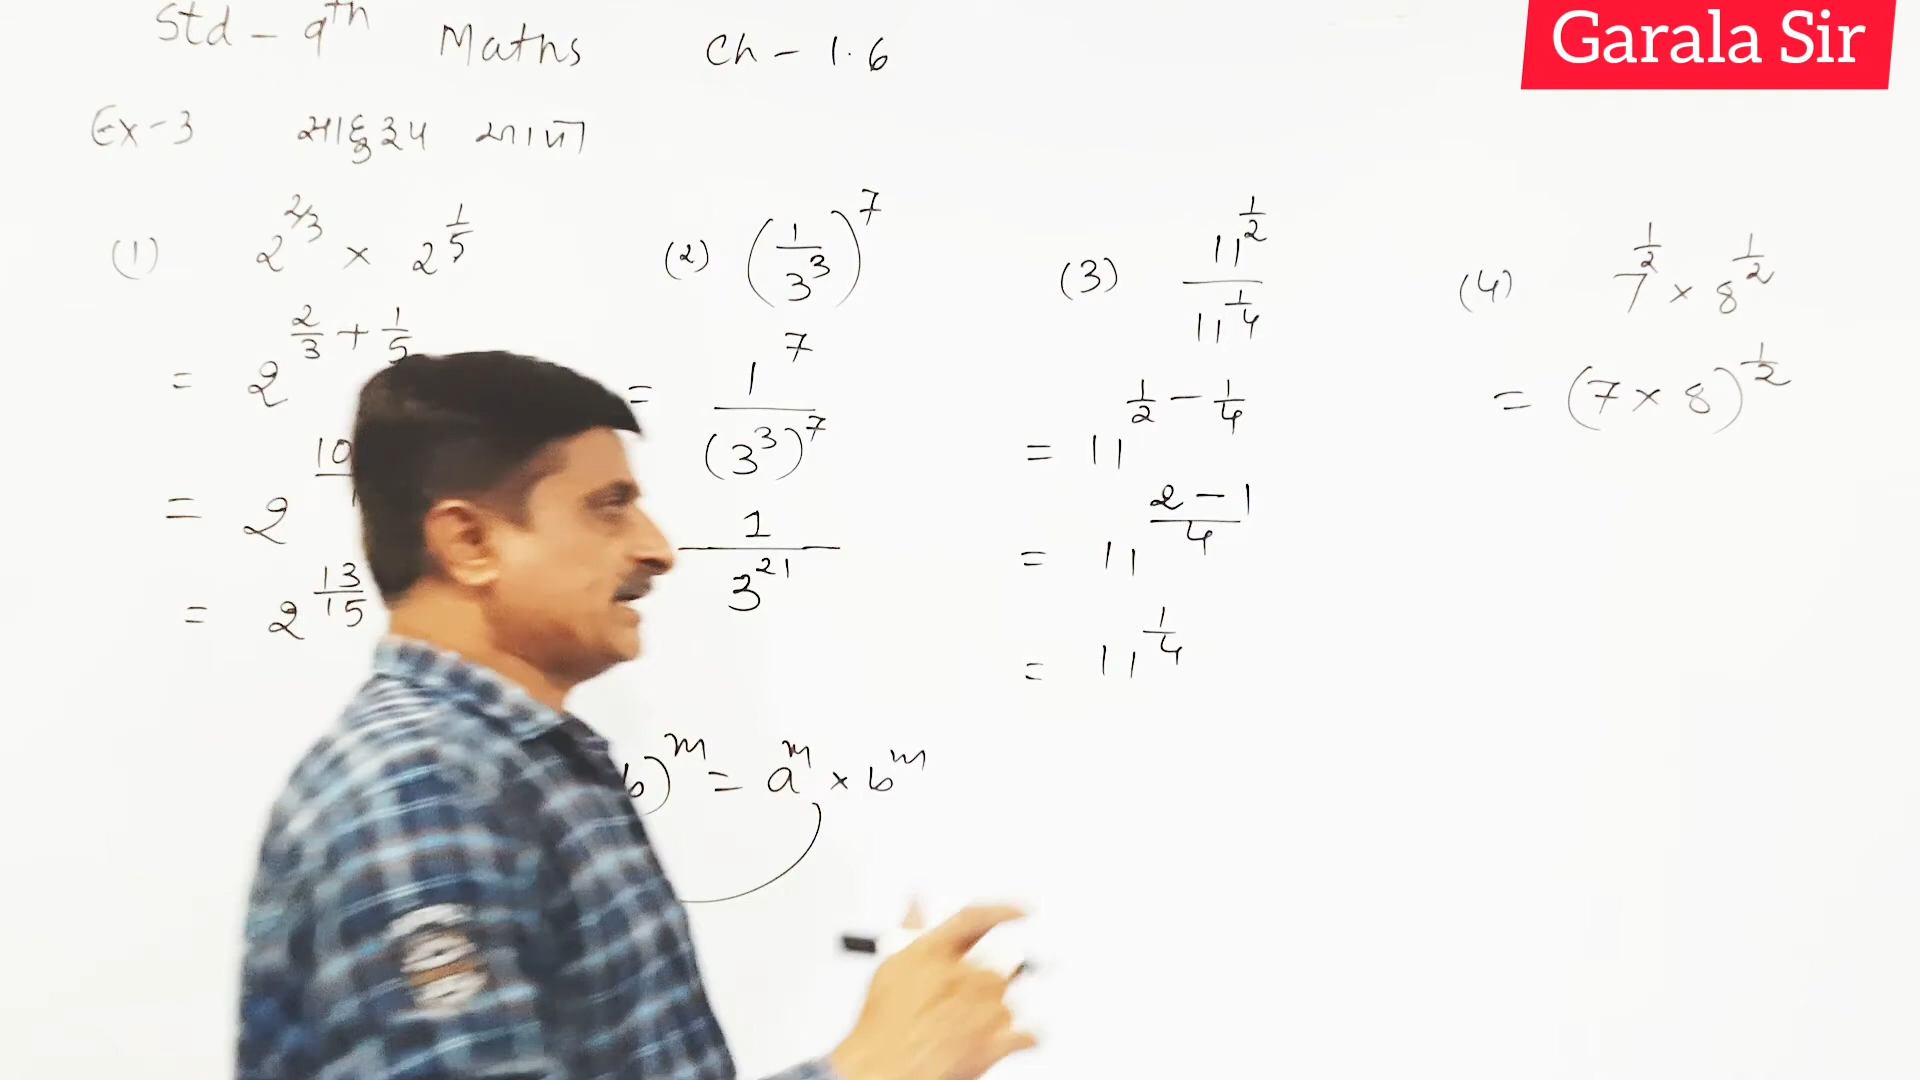 Std - 9th Maths Ch - 1.6
Garala Sir
Ex-3 સાદુરૂપ આપો
(1) 2^{2/3} × 2^{1/5}
= 2^{2/3 + 1/5}
= 2^{10
= 2^{13/15}
(2) (1/3^3)^7
= 1^7/(3^3)^7
1/3^{21}
(3) 11^{1/2}/11^{1/4}
= 11^{1/2 - 1/4}
= 11^{(2-1)/4}
= 11^{1/4}
(4) 7^{1/2} × 8^{1/2}
= (7 × 8)^{1/2}
b)^m = a^m × b^m